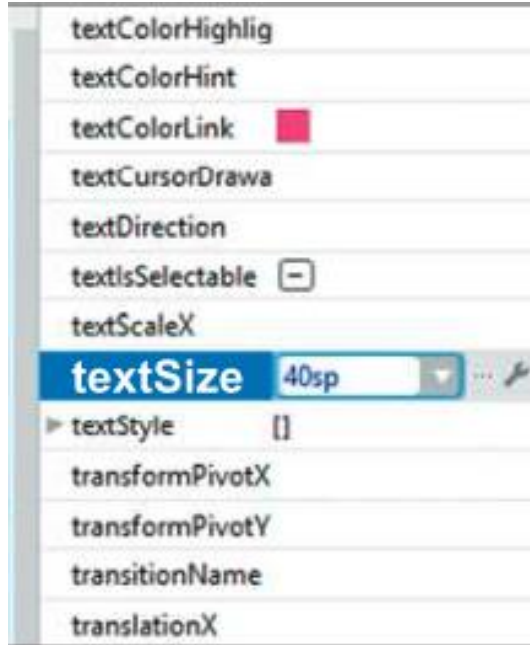 textColorHighlig
textColorHint
textColorLink
textCursorDrawa
textDirection
textIsSelectable
textScaleX
textSize 40sp ...
textStyle []
transformPivotX
transformPivotY
transitionName
translationX